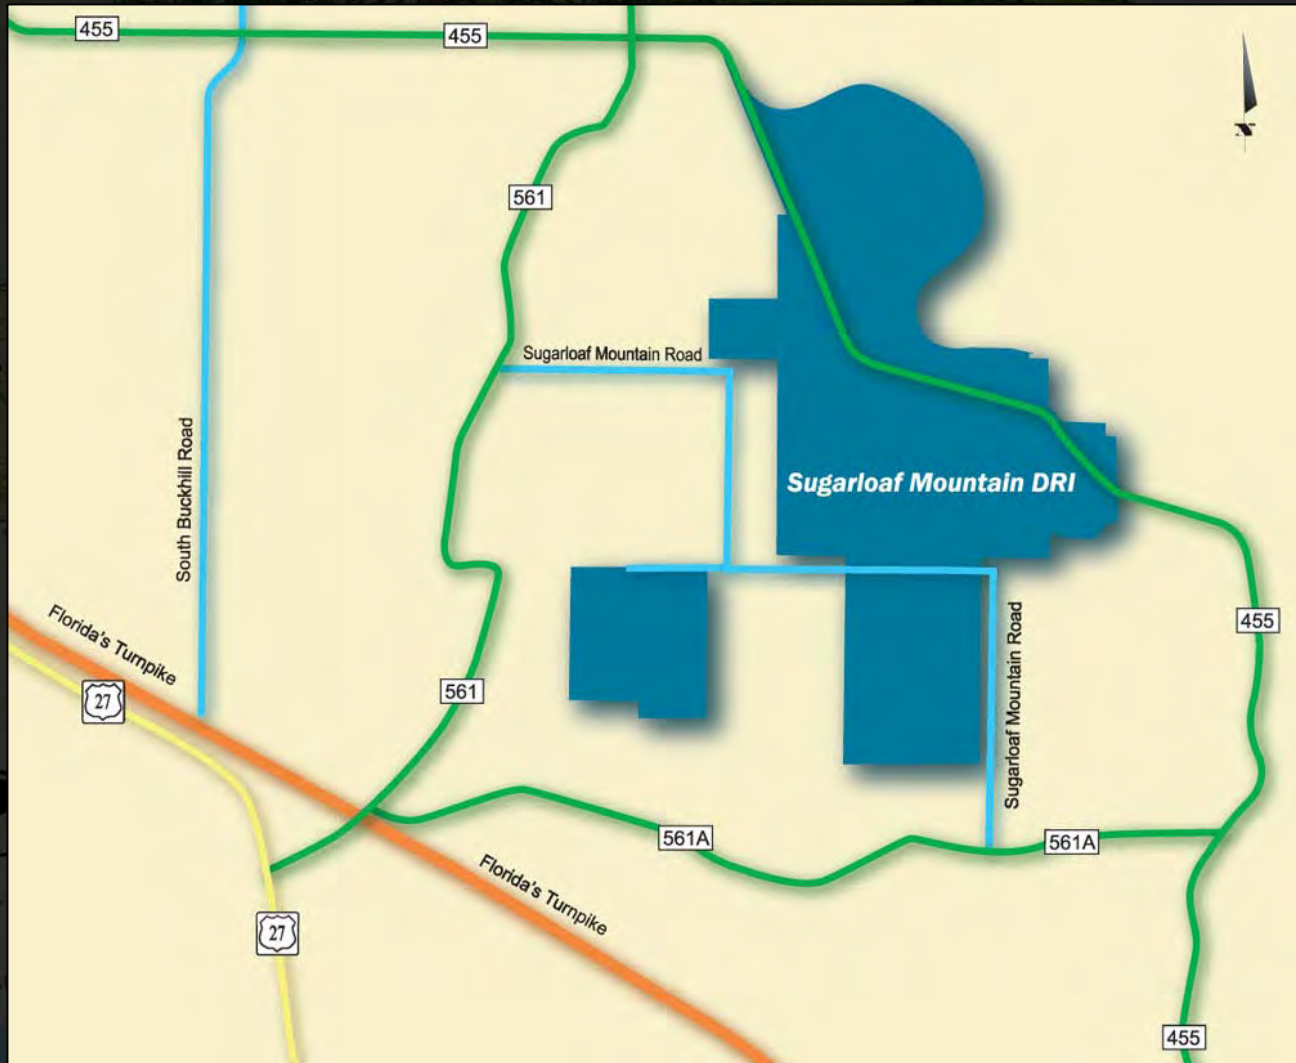 455
455
561
Sugarloaf Mountain Road
South Buckhill Road
Sugarloaf Mountain DRI
Florida's Turnpike
27
561
Sugarloaf Mountain Road
455
561A
561A
Florida's Turnpike
27
455
N